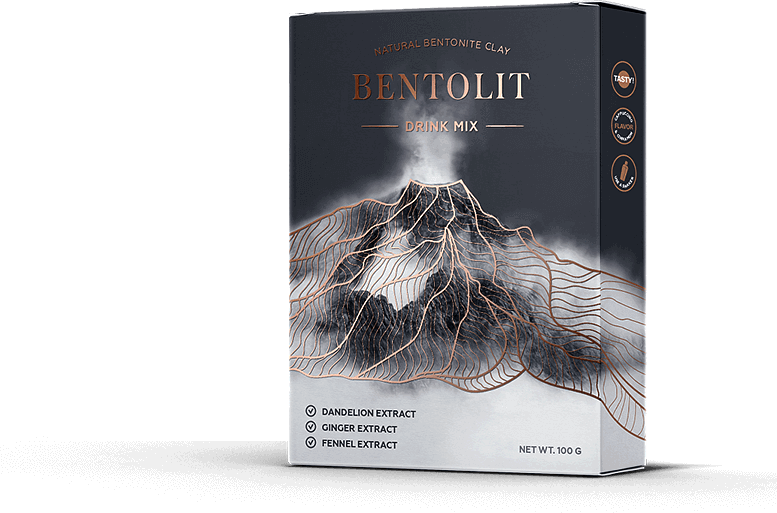 NATURAL BENTONITE CLAY
BENTOLIT
DRINK MIX
DANDELION EXTRACT
GINGER EXTRACT
FENNEL EXTRACT
NET WT. 100 G
TASTY!
FLAVOR